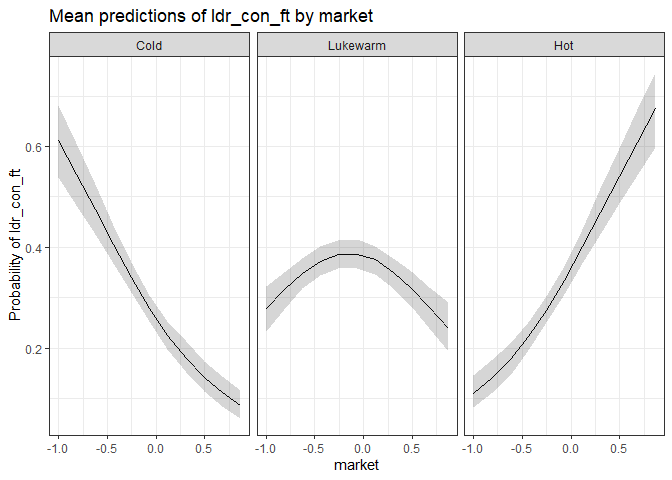 Mean predictions of ldr_con_ft by market
Cold Lukewarm Hot
Probability of ldr_con_ft
0.6
0.4
0.2
-1.0 -0.5 0.0 0.5 -1.0 -0.5 0.0 0.5 -1.0 -0.5 0.0 0.5
market